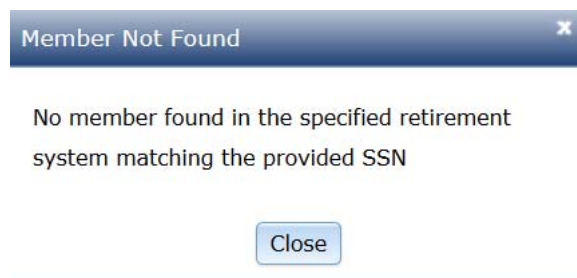 Member Not Found
No member found in the specified retirement
system matching the provided SSN
Close